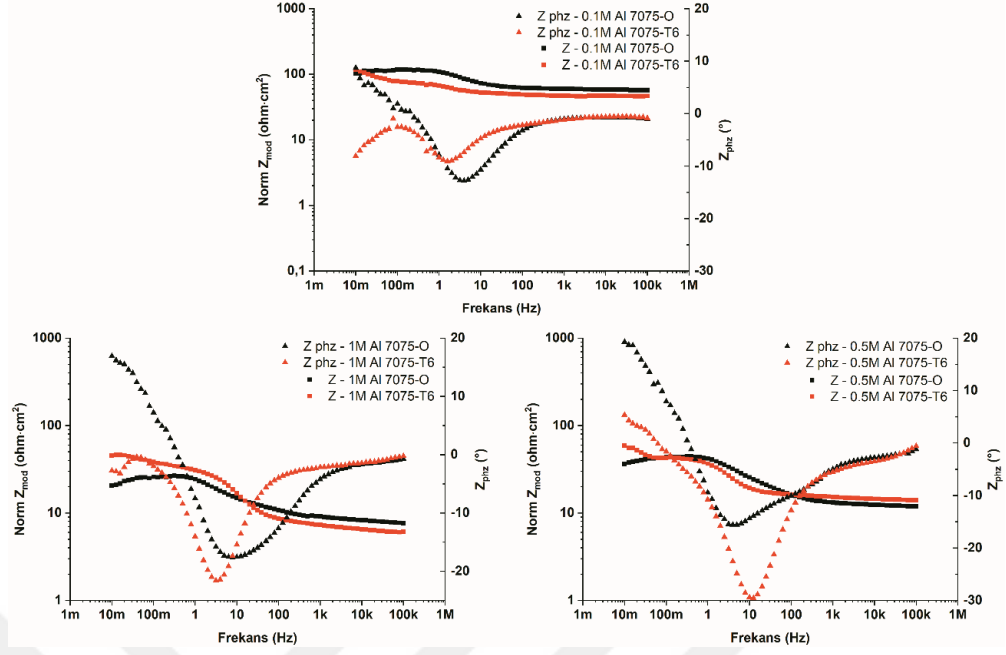 1000
100
10
1
0,1
Norm Zmod (ohm·cm²)
Z phz - 0.1M Al 7075-O
Z phz - 0.1M Al 7075-T6
Z - 0.1M Al 7075-O
Z - 0.1M Al 7075-T6
20
10
0
-10
-20
-30
Zphz (°)
1m 10m 100m 1 10 100 1k 10k 100k 1M
Frekans (Hz)
1000
100
10
1
Norm Zmod (ohm·cm²)
Z phz - 1M Al 7075-O
Z phz - 1M Al 7075-T6
Z - 1M Al 7075-O
Z - 1M Al 7075-T6
20
10
0
-10
-20
Zphz (°)
1m 10m 100m 1 10 100 1k 10k 100k 1M
Frekans (Hz)
1000
100
10
1
Norm Zmod (ohm·cm²)
Z phz - 0.5M Al 7075-O
Z phz - 0.5M Al 7075-T6
Z - 0.5M Al 7075-O
Z - 0.5M Al 7075-T6
20
10
0
-10
-20
-30
Zphz (°)
1m 10m 100m 1 10 100 1k 10k 100k 1M
Frekans (Hz)